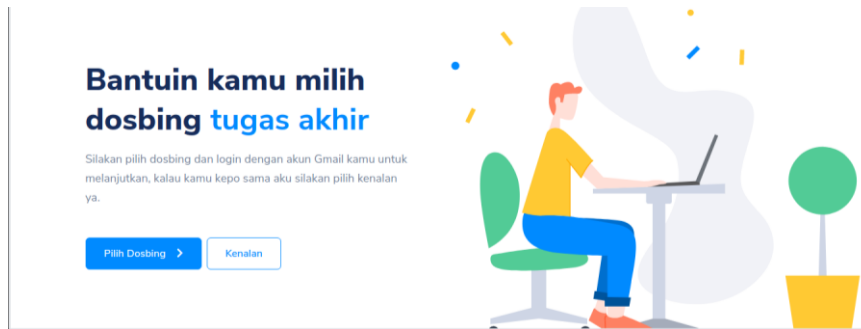 Bantuin kamu milih
dosbing tugas akhir
Silakan pilih dosbing dan login dengan akun Gmail kamu untuk
melanjutkan, kalau kamu kepo sama aku silakan pilih kenalan
ya.
Pilih Dosbing
Kenalan